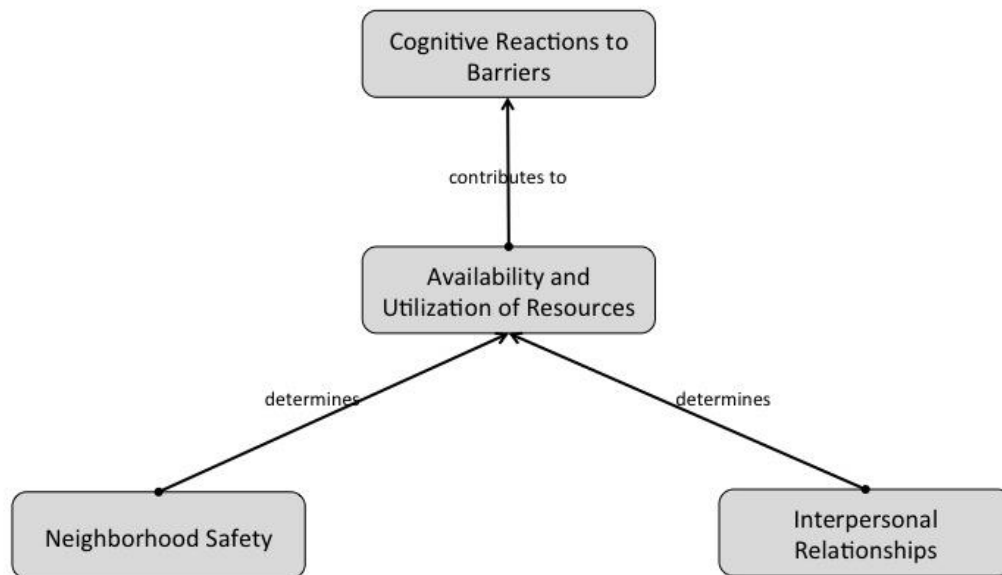 Cognitive Reactions to
Barriers
contributes to
Availability and
Utilization of Resources
determines
determines
Neighborhood Safety
Interpersonal
Relationships